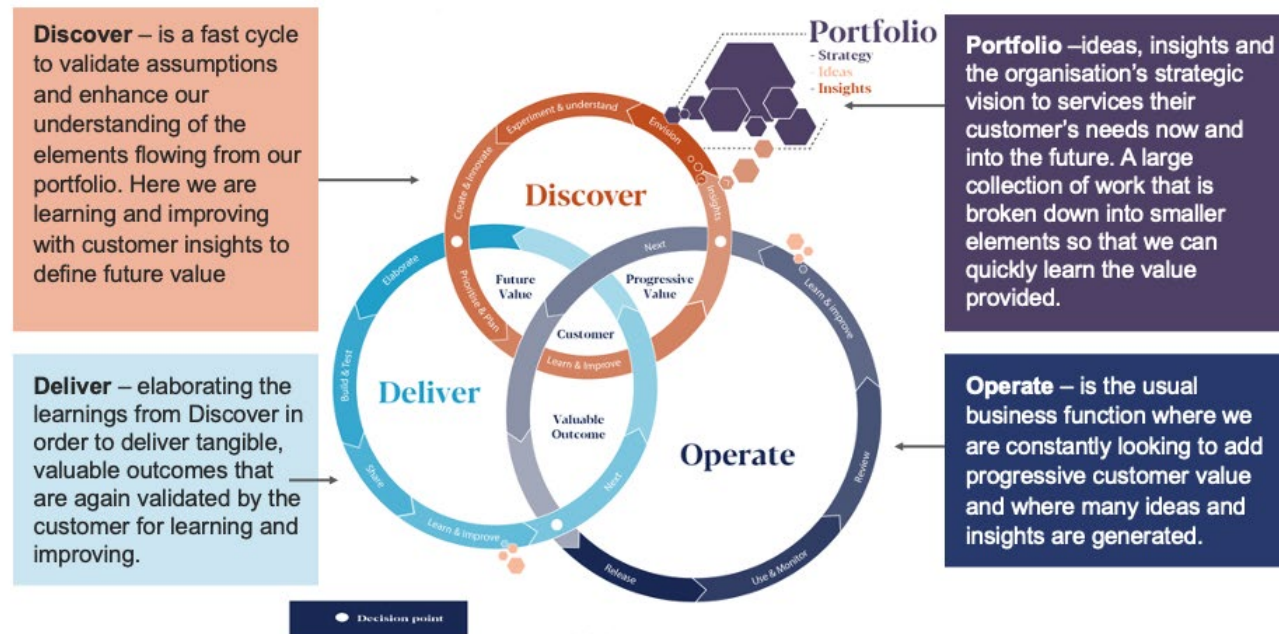 Discover – is a fast cycle
to validate assumptions
and enhance our
understanding of the
elements flowing from our
portfolio. Here we are
learning and improving
with customer insights to
define future value
Deliver – elaborating the
learnings from Discover in
order to deliver tangible,
valuable outcomes that
are again validated by the
customer for learning and
improving.
Portfolio
- Strategy
- Ideas
- Insights
Portfolio –ideas, insights and
the organisation's strategic
vision to services their
customer's needs now and
into the future. A large
collection of work that is
broken down into smaller
elements so that we can
quickly learn the value
provided.
Operate – is the usual
business function where we
are constantly looking to add
progressive customer value
and where many ideas and
insights are generated.
Discover
Envision
Experiment & understand
Create & Innovate
Prioritise & Plan
Learn & Improve
Insights
Deliver
Elaborate
Build & Test
Share
Learn & Improve
Next
Operate
Release
Use & Monitor
Review
Learn & improve
Next
Future
Value
Progressive
Value
Customer
Valuable
Outcome
Decision point